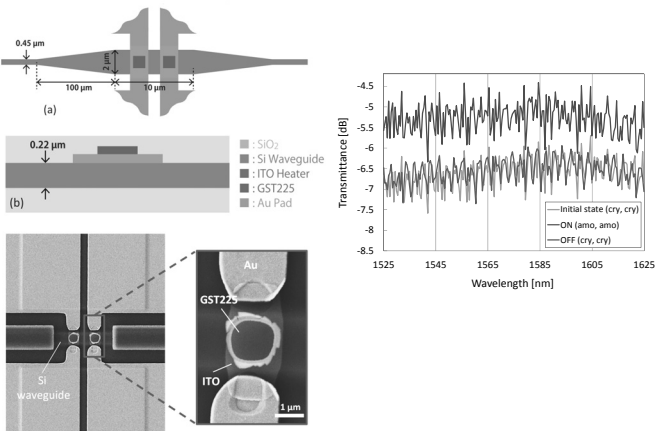 0.45 µm
2 µm
100 µm
10 µm
(a)
0.22 µm
(b)
: SiO₂
: Si Waveguide
: ITO Heater
: GST225
: Au Pad
Si
waveguide
Au
GST225
ITO
1 µm
Transmittance [dB]
-4.5
-5
-5.5
-6
-6.5
-7
-7.5
-8
-8.5
Initial state (cry, cry)
ON (amo, amo)
OFF (cry, cry)
1525
1545
1565
1585
1605
1625
Wavelength [nm]